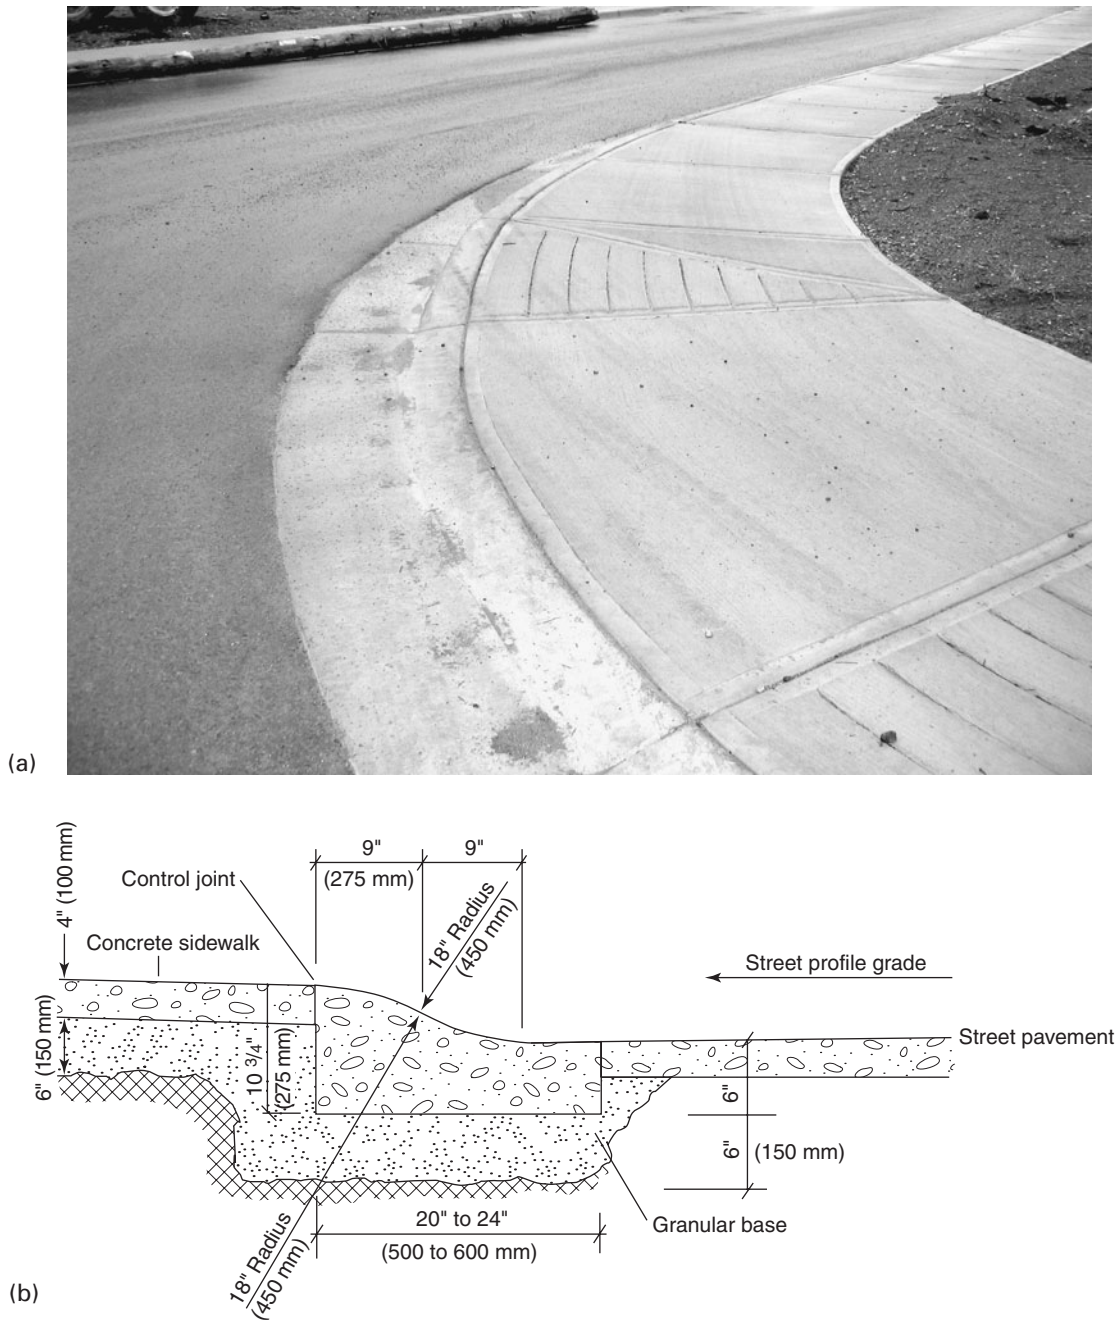 (a)
4" (100 mm)
9"
9"
(275 mm)
Control joint
18" Radius
(450 mm)
Concrete sidewalk
Street profile grade
Street pavement
6" (150 mm)
10 3/4"
(275 mm)
6"
6"
(150 mm)
Granular base
20" to 24"
(500 to 600 mm)
18" Radius
(450 mm)
(b)